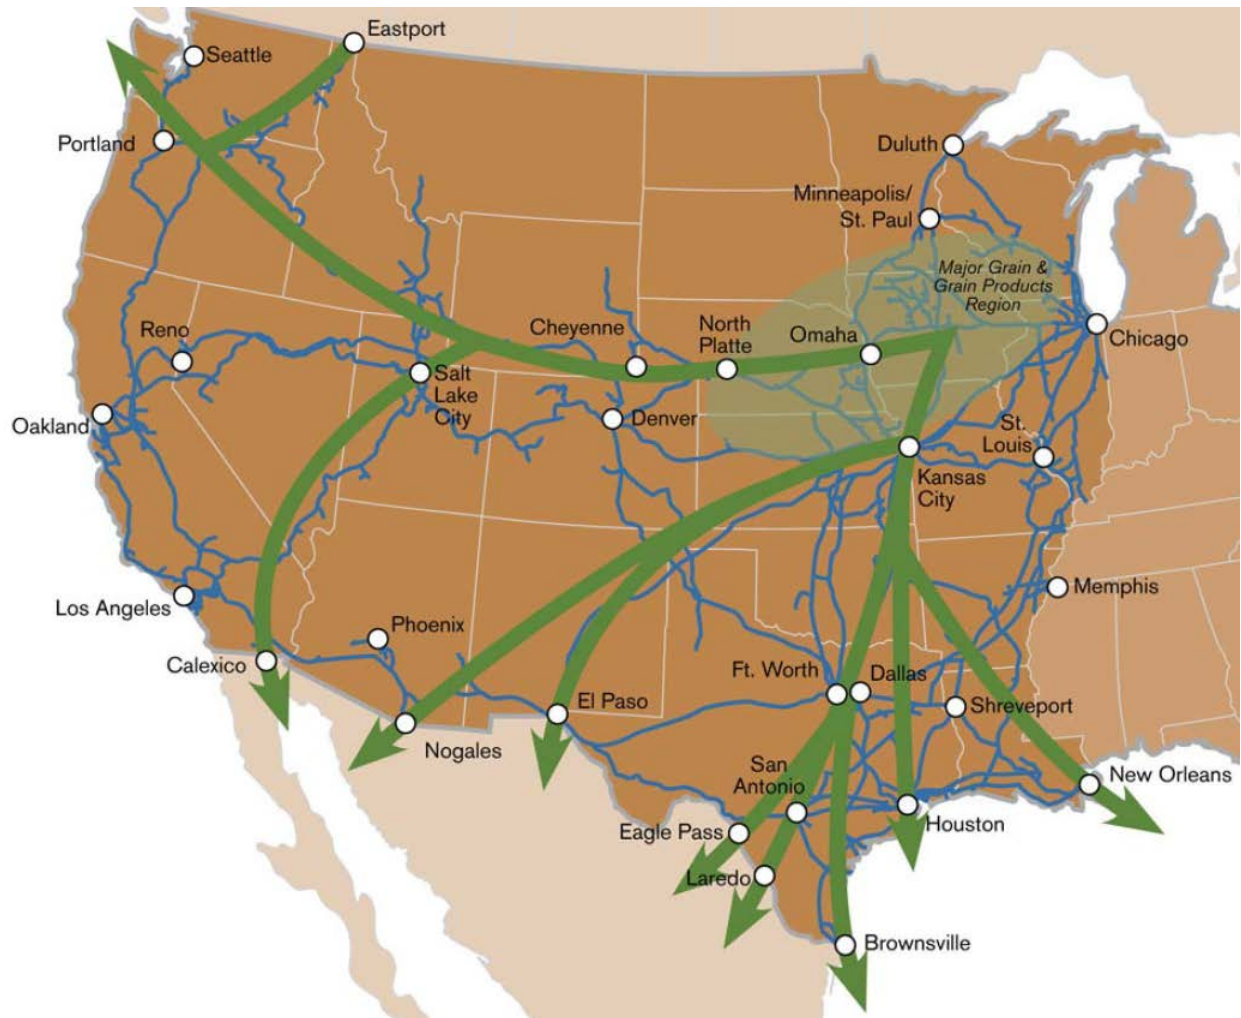 Eastport
Seattle
Portland
Duluth
Minneapolis/
St. Paul
Major Grain &
Grain Products
Region
Reno
Cheyenne
North
Platte
Omaha
Chicago
Salt
Lake
City
Oakland
Denver
St.
Louis
Kansas
City
Los Angeles
Memphis
Phoenix
Calexico
Ft. Worth
Dallas
El Paso
Shreveport
Nogales
San
Antonio
New Orleans
Eagle Pass
Houston
Laredo
Brownsville